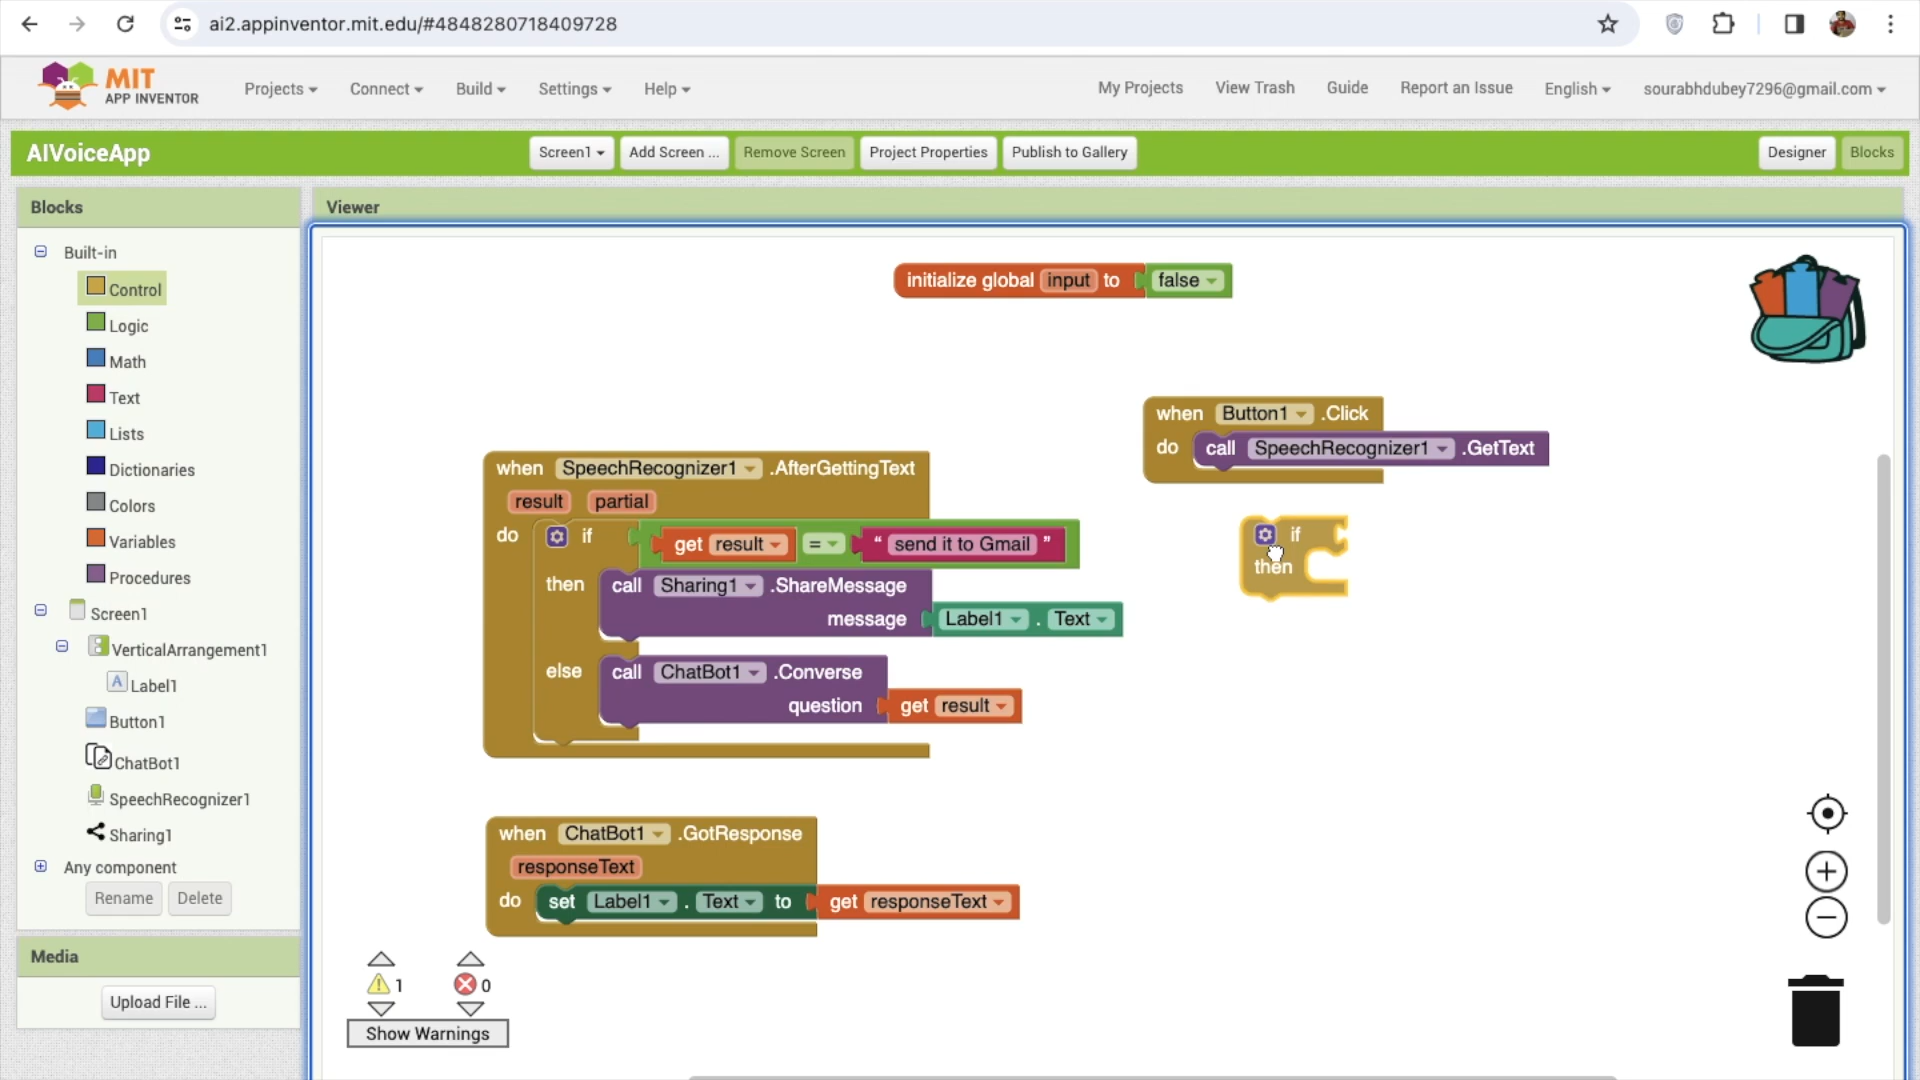 ai2.appinventor.mit.edu/#4848280718409728
MIT
APP INVENTOR
Projects
Connect
Build
Settings
Help
My Projects
View Trash
Guide
Report an Issue
English
sourabhdubey7296@gmail.com
AIVoiceApp
Screen1
Add Screen ...
Remove Screen
Project Properties
Publish to Gallery
Designer
Blocks
Blocks
Built-in
Control
Logic
Math
Text
Lists
Dictionaries
Colors
Variables
Procedures
Screen1
VerticalArrangement1
A Label1
Button1
ChatBot1
SpeechRecognizer1
Sharing1
Any component
Rename
Delete
Media
Upload File ...
Viewer
initialize global input to false
when Button1 .Click
do call SpeechRecognizer1 .GetText
when SpeechRecognizer1 .AfterGettingText
result partial
do if get result = “ send it to Gmail ”
then call Sharing1 .ShareMessage
message Label1 . Text
else call ChatBot1 .Converse
question get result
if
then
when ChatBot1 .GotResponse
responseText
do set Label1 . Text to get responseText
1
0
Show Warnings